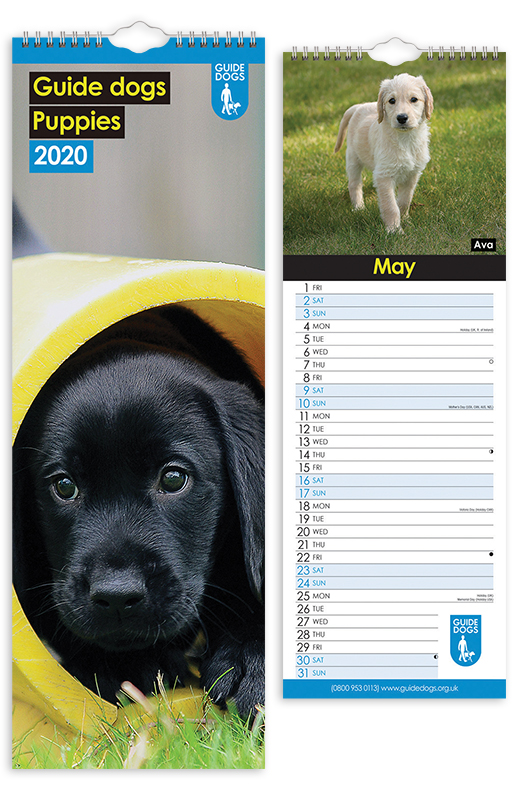 Guide dogs
Puppies
2020
GUIDE
DOGS
Ava
May
1 FRI
2 SAT
3 SUN
4 MON
5 TUE
6 WED
7 THU
8 FRI
9 SAT
10 SUN
11 MON
12 TUE
13 WED
14 THU
15 FRI
16 SAT
17 SUN
18 MON
19 TUE
20 WED
21 THU
22 FRI
23 SAT
24 SUN
25 MON
26 TUE
27 WED
28 THU
29 FRI
30 SAT
31 SUN
GUIDE
DOGS
(0800 953 0113) www.guidedogs.org.uk